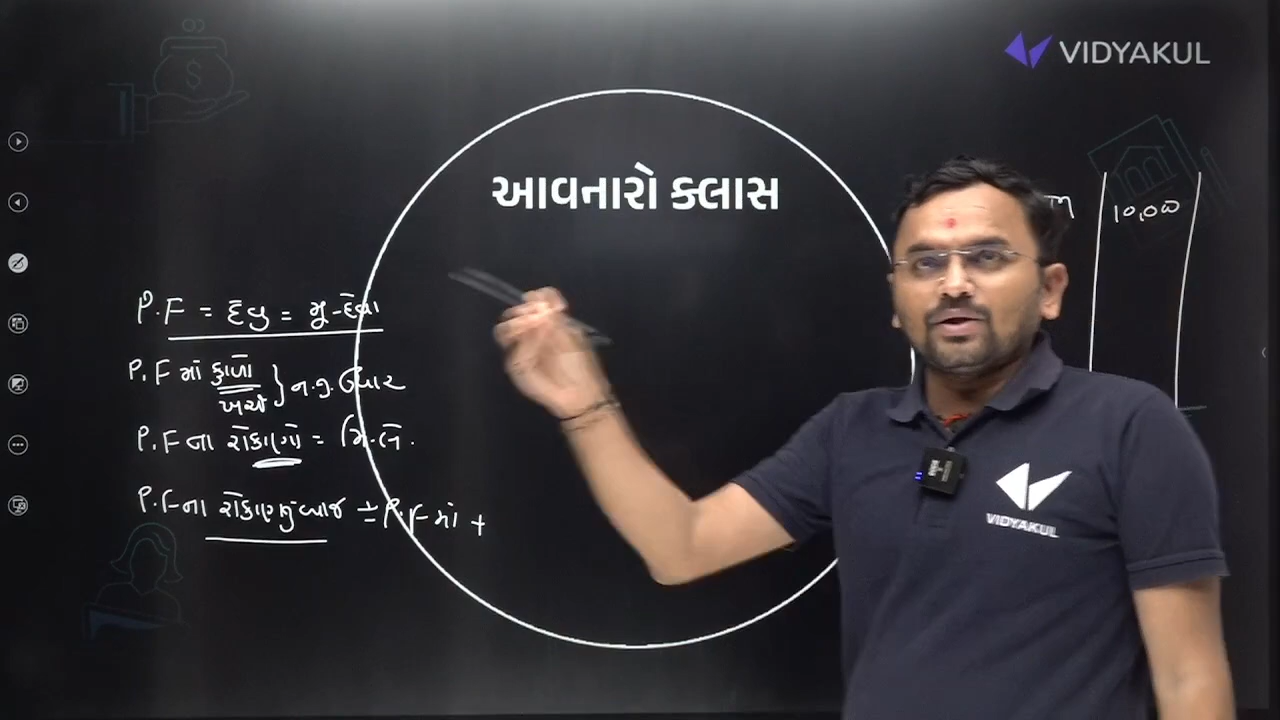 VIDYAKUL
આવનારો ક્લાસ
10,000
P.F = દેવુ = મૂ-દેવા
P.F માં ફાળો
ખર્ચ } ન.નુ. ઉધાર
P.F ના રોકાણો = મિ.લે.
P.F ના રોકાણનું વ્યાજ = P.F માં +
VIDYAKUL